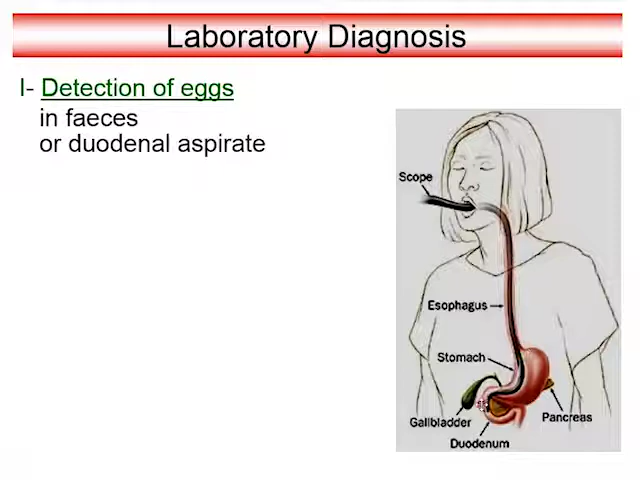 Laboratory Diagnosis
I- Detection of eggs
in faeces
or duodenal aspirate
Scope
Esophagus
Stomach
Gallbladder
Pancreas
Duodenum